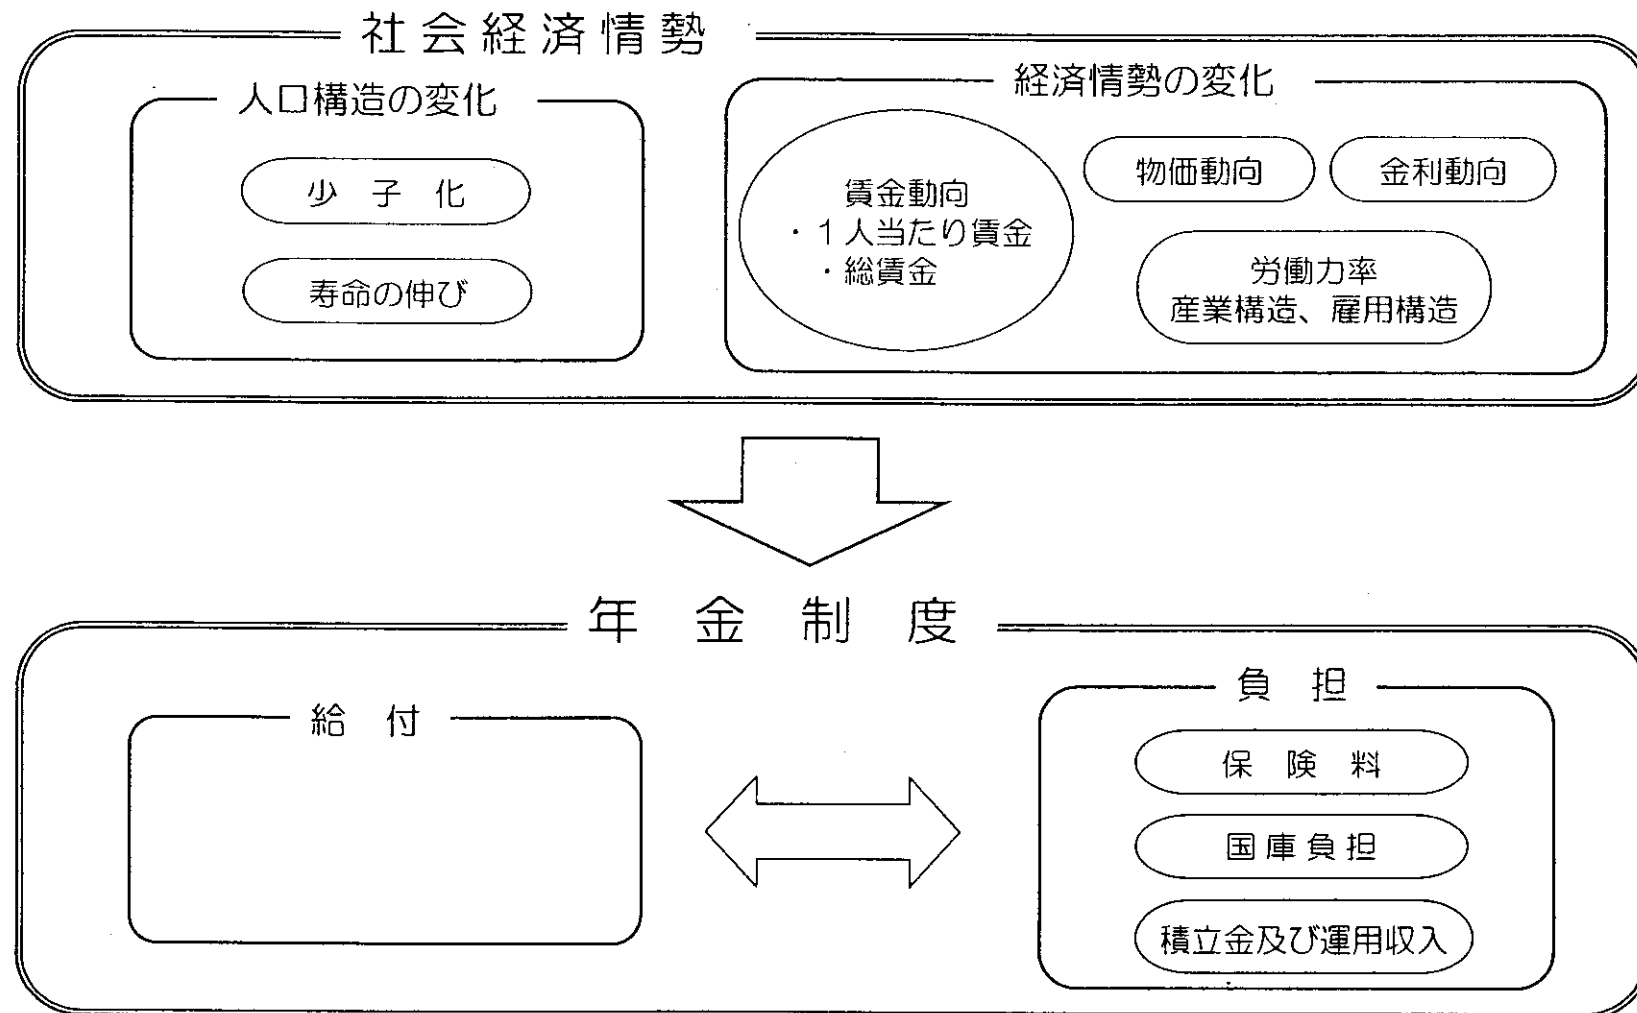 社会経済情勢
人口構造の変化
少子化
寿命の伸び
経済情勢の変化
賃金動向
・1人当たり賃金
・総賃金
物価動向
金利動向
労働力率
産業構造、雇用構造
年金制度
給付
負担
保険料
国庫負担
積立金及び運用収入